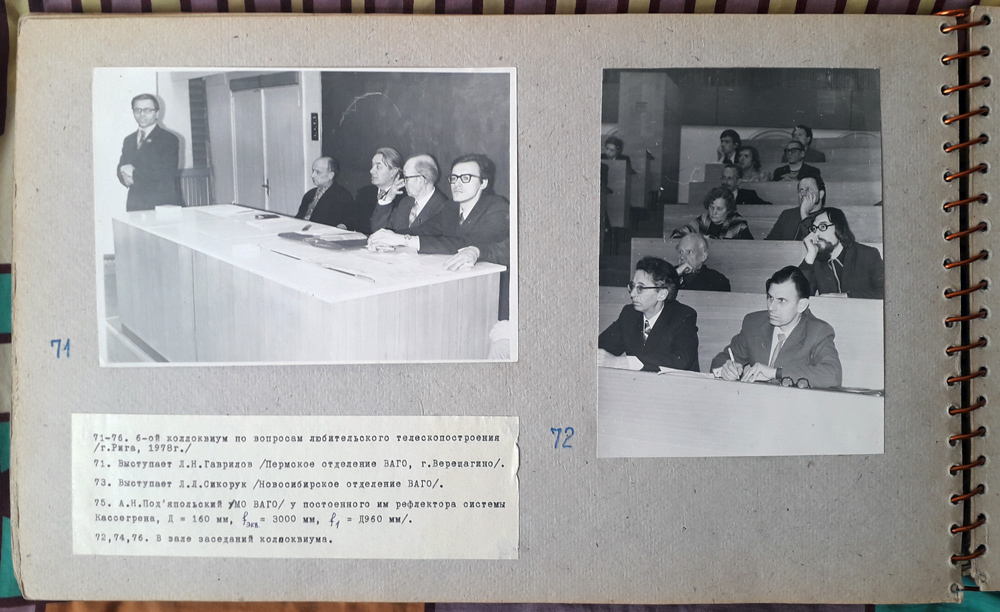 71
72
71-76. 6-ой коллоквиум по вопросам любительского телескопостроения
/г.Рига, 1978г./
71. Выступает Л.Н.Гаврилов /Пермское отделение ВАГО, г.Верещагино/.
73. Выступает Л.Л.Сикорук /Новосибирское отделение ВАГО/.
75. А.Н.Под'япольский /МО ВАГО/ у постоенного им рефлектора системы
Кассегрена, Д = 160 мм, fэкв = 3000 мм, f1 = Д960 мм/.
72,74,76. В зале заседаний коллоквиума.